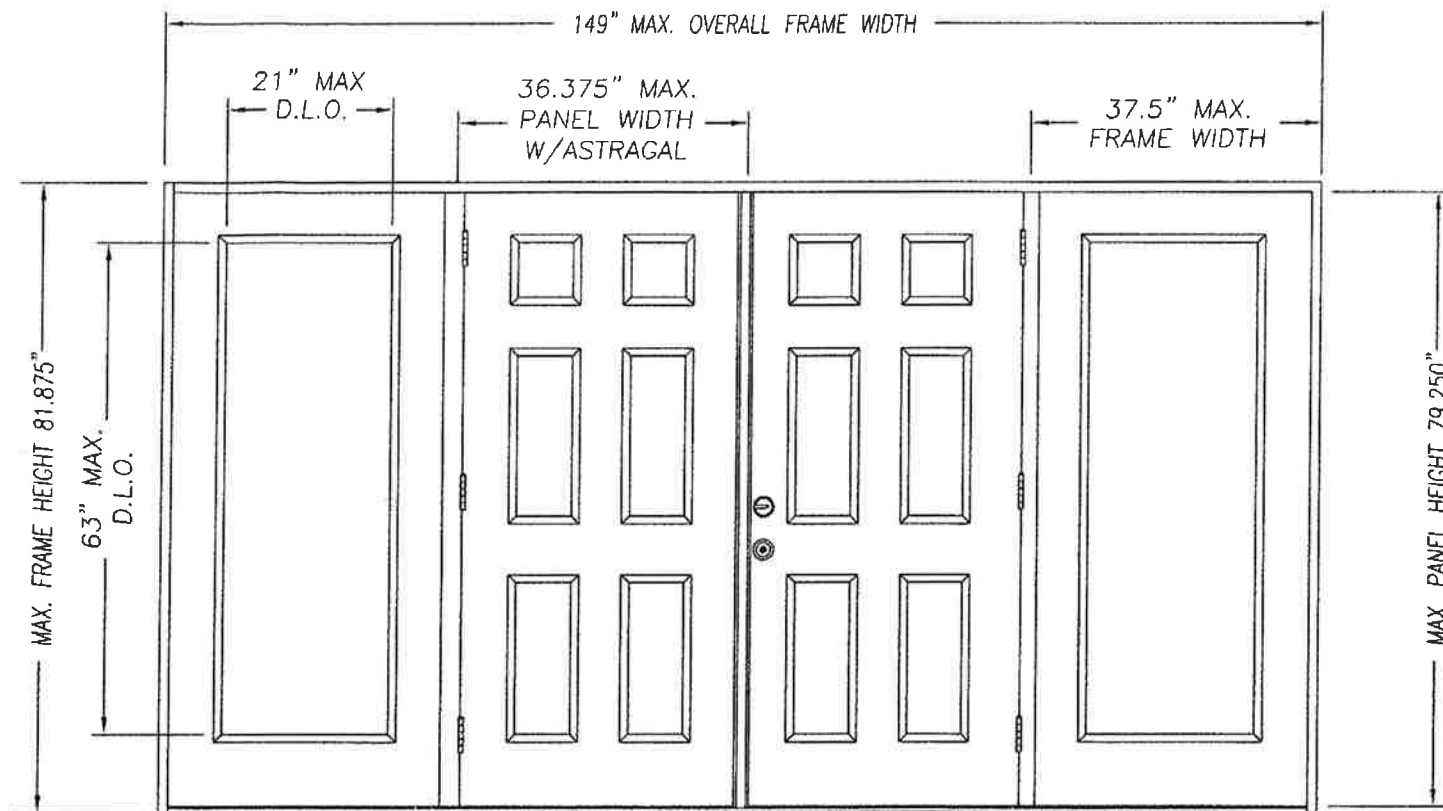 149" MAX. OVERALL FRAME WIDTH
21" MAX
D.L.O.
36.375" MAX.
PANEL WIDTH
W/ASTRAGAL
37.5" MAX.
FRAME WIDTH
MAX. FRAME HEIGHT 81.875"
63" MAX.
D.L.O.
MAX PANEL HEIGHT 79.250"